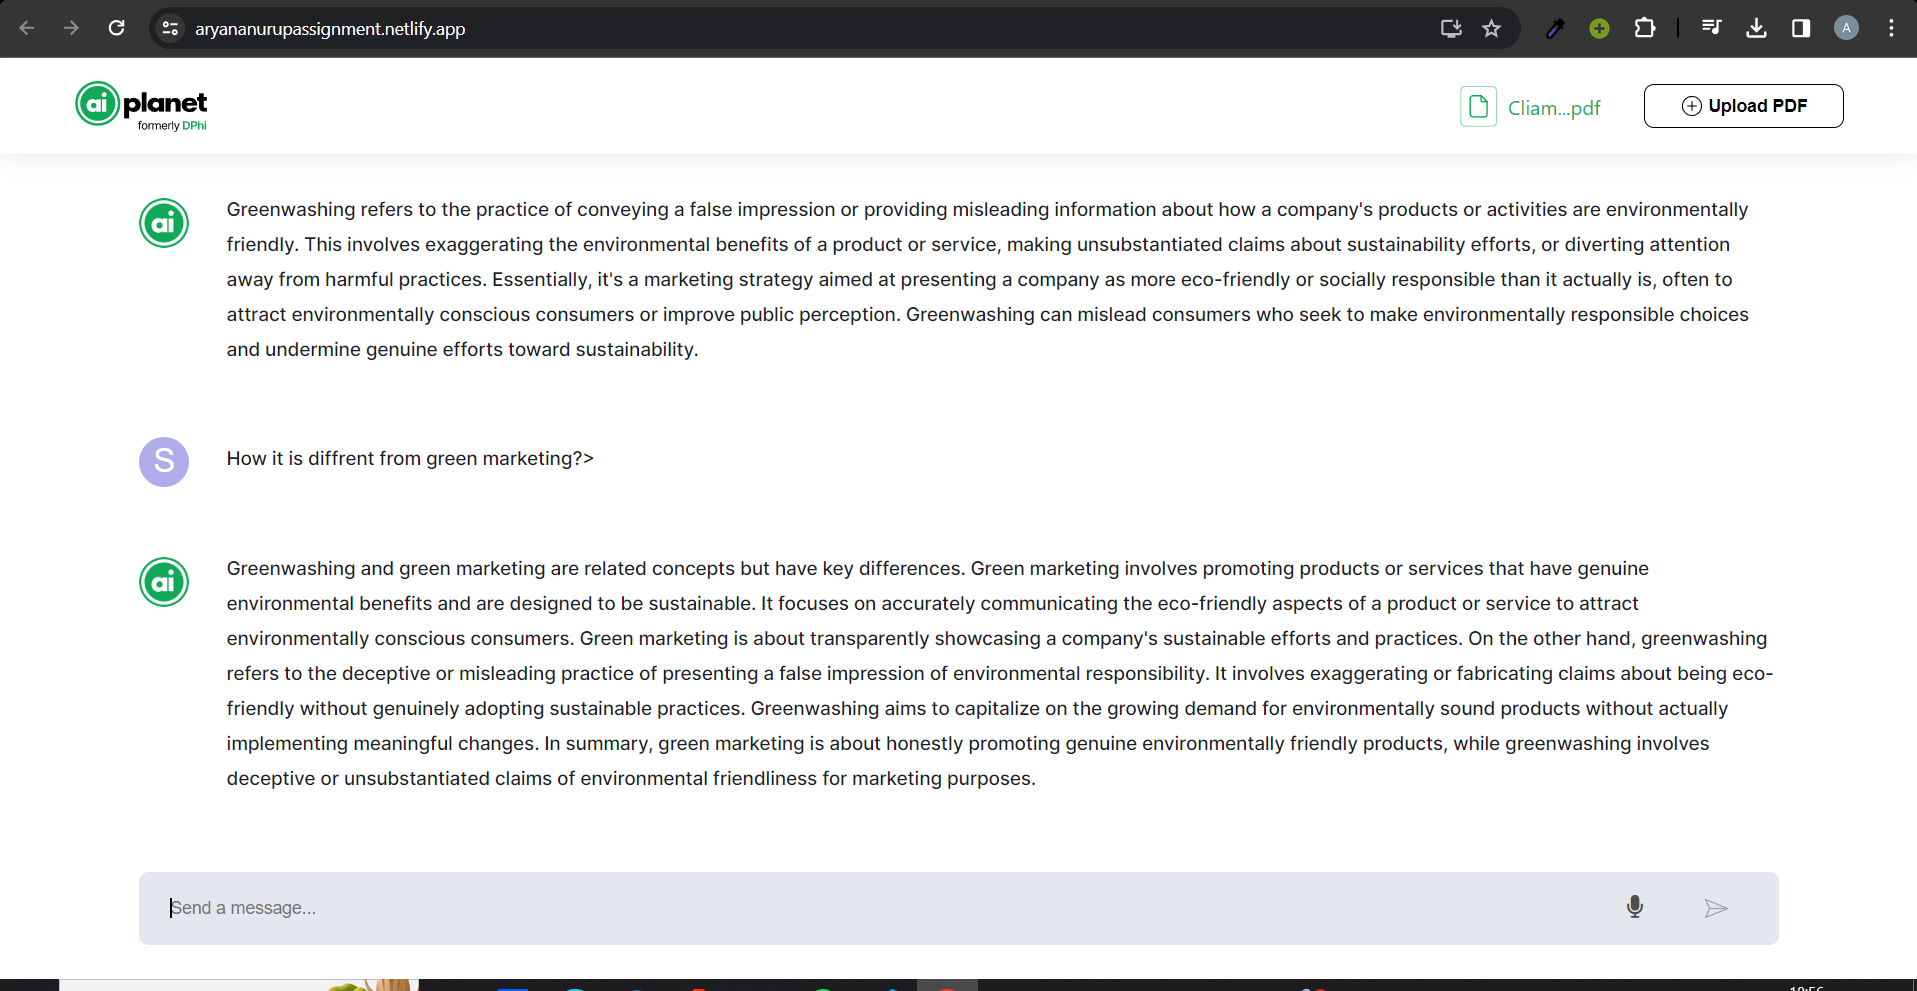 aryananurupassignment.netlify.app
A
ai planet
formerly DPhi
Cliam...pdf
Upload PDF
ai
Greenwashing refers to the practice of conveying a false impression or providing misleading information about how a company's products or activities are environmentally
friendly. This involves exaggerating the environmental benefits of a product or service, making unsubstantiated claims about sustainability efforts, or diverting attention
away from harmful practices. Essentially, it's a marketing strategy aimed at presenting a company as more eco-friendly or socially responsible than it actually is, often to
attract environmentally conscious consumers or improve public perception. Greenwashing can mislead consumers who seek to make environmentally responsible choices
and undermine genuine efforts toward sustainability.
S
How it is diffrent from green marketing?>
ai
Greenwashing and green marketing are related concepts but have key differences. Green marketing involves promoting products or services that have genuine
environmental benefits and are designed to be sustainable. It focuses on accurately communicating the eco-friendly aspects of a product or service to attract
environmentally conscious consumers. Green marketing is about transparently showcasing a company's sustainable efforts and practices. On the other hand, greenwashing
refers to the deceptive or misleading practice of presenting a false impression of environmental responsibility. It involves exaggerating or fabricating claims about being eco-
friendly without genuinely adopting sustainable practices. Greenwashing aims to capitalize on the growing demand for environmentally sound products without actually
implementing meaningful changes. In summary, green marketing is about honestly promoting genuine environmentally friendly products, while greenwashing involves
deceptive or unsubstantiated claims of environmental friendliness for marketing purposes.
Send a message...